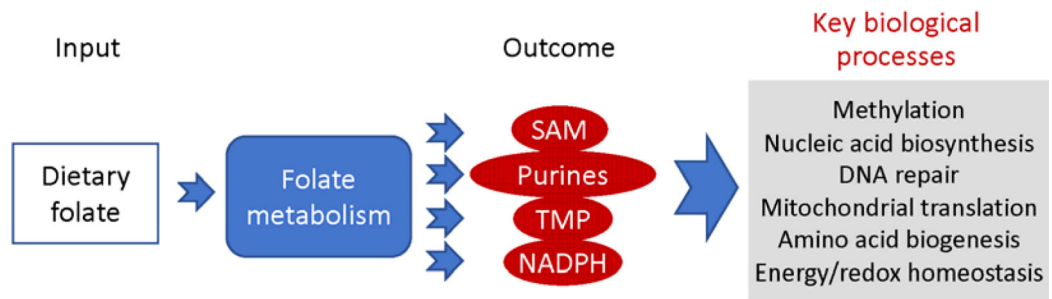 Input
Outcome
Key biological
processes
Dietary
folate
Folate
metabolism
SAM
Purines
TMP
NADPH
Methylation
Nucleic acid biosynthesis
DNA repair
Mitochondrial translation
Amino acid biogenesis
Energy/redox homeostasis